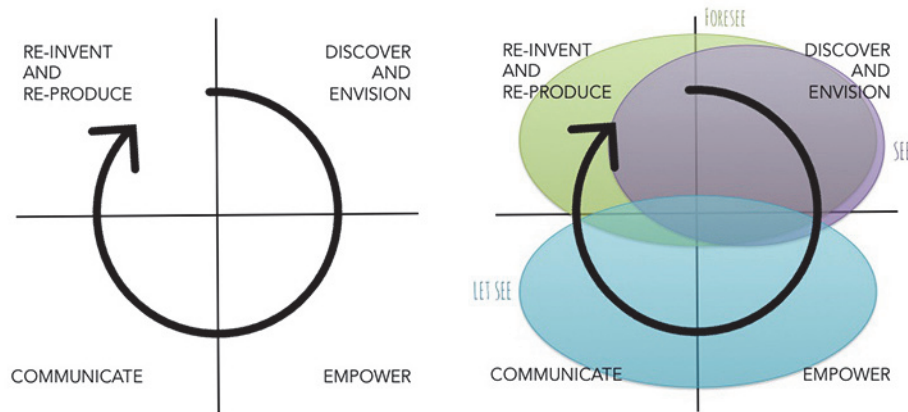 RE-INVENT
AND
RE-PRODUCE
DISCOVER
AND
ENVISION
COMMUNICATE
EMPOWER
FORESEE
RE-INVENT
AND
RE-PRODUCE
DISCOVER
AND
ENVISION
SEE
LET SEE
COMMUNICATE
EMPOWER